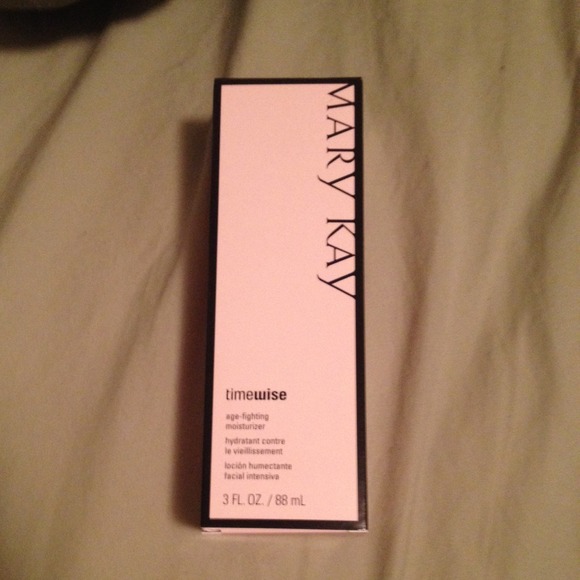 MARY KAY
timewise
age-fighting
moisturizer
hydratant contre
le vieillissement
loción humectante
facial intensiva
3 FL. OZ. / 88 mL